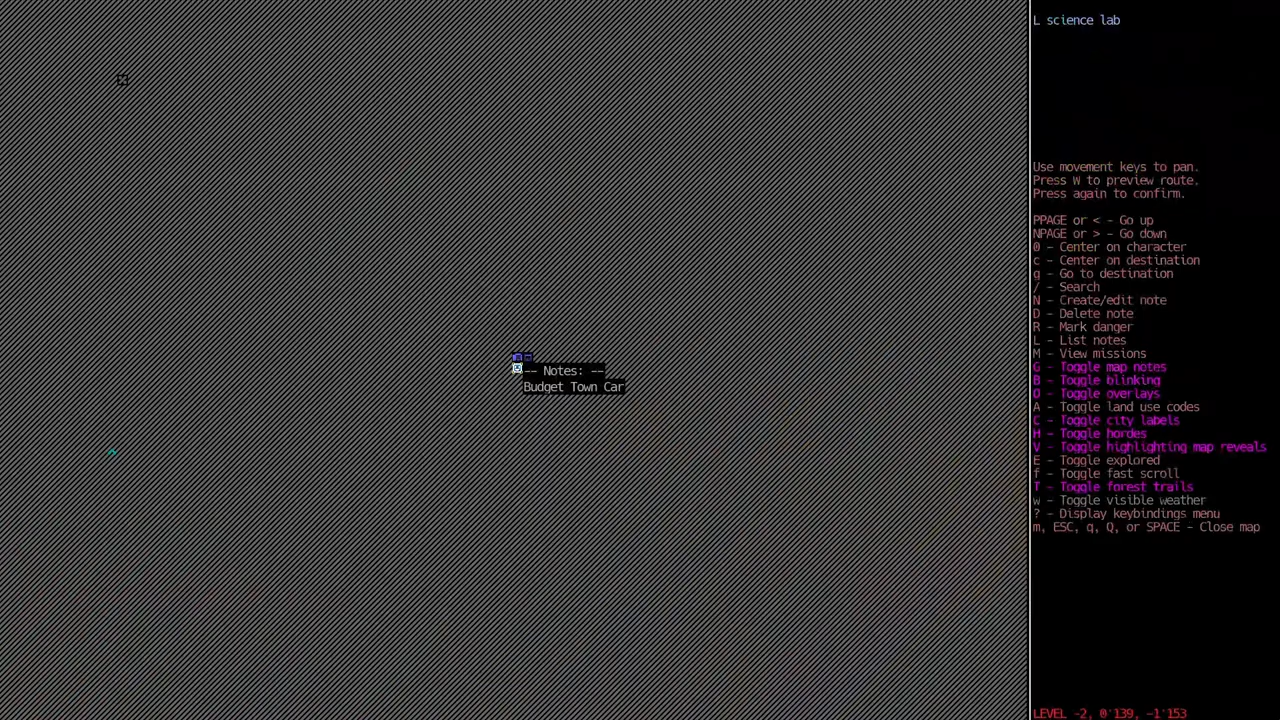 L science lab
Use movement keys to pan.
Press W to preview route.
Press again to confirm.
PPAGE or < - Go up
NPAGE or > - Go down
0 - Center on character
c - Center on destination
g - Go to destination
/ - Search
N - Create/edit note
D - Delete note
R - Mark danger
L - List notes
M - View missions
G - Toggle map notes
B - Toggle blinking
O - Toggle overlays
A - Toggle land use codes
C - Toggle city labels
H - Toggle hordes
V - Toggle highlighting map reveals
E - Toggle explored
f - Toggle fast scroll
T - Toggle forest trails
w - Toggle visible weather
? - Display keybindings menu
m, ESC, q, Q, or SPACE - Close map
-- Notes: --
Budget Town Car
LEVEL -2, 0'139, -1'153